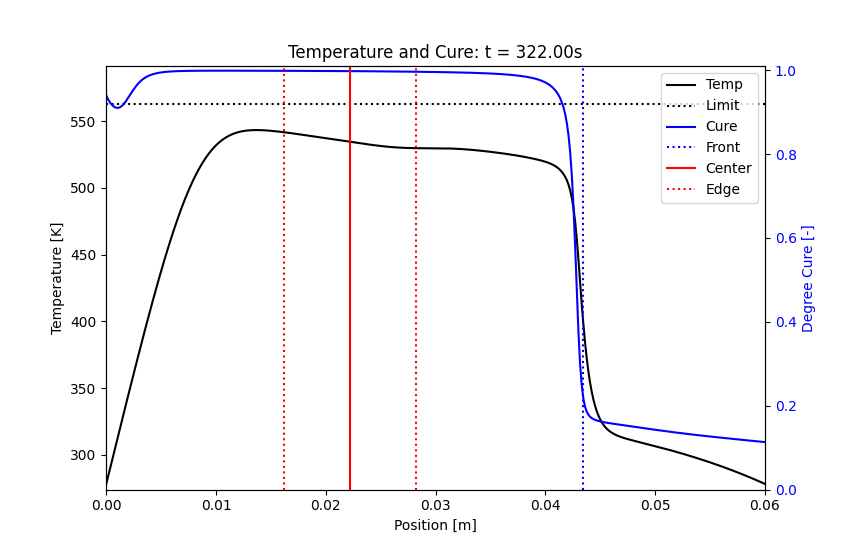 Temperature and Cure: t = 322.00s
Temperature [K]
550
500
450
400
350
300
Temp
Limit
Cure
Front
Center
Edge
1.0
0.8
0.6
0.4
0.2
0.0
Degree Cure [-]
0.00
0.01
0.02
0.03
0.04
0.05
0.06
Position [m]